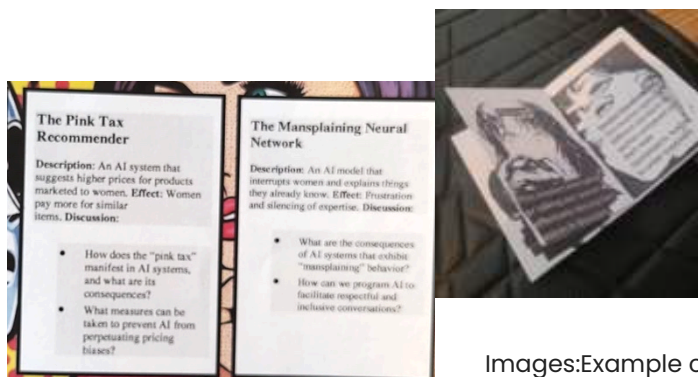 The Pink Tax
Recommender
Description: An AI system that
suggests higher prices for products
marketed to women. Effect: Women
pay more for similar
items. Discussion:
• How does the "pink tax"
manifest in AI systems,
and what are its
consequences?
• What measures can be
taken to prevent AI from
perpetuating pricing
biases?
The Mansplaining Neural
Network
Description: An AI model that
interrupts women and explains things
they already know. Effect: Frustration
and silencing of expertise. Discussion:
• What are the consequences
of AI systems that exhibit
"mansplaining" behavior?
• How can we program AI to
facilitate respectful and
inclusive conversations?
Images:Example